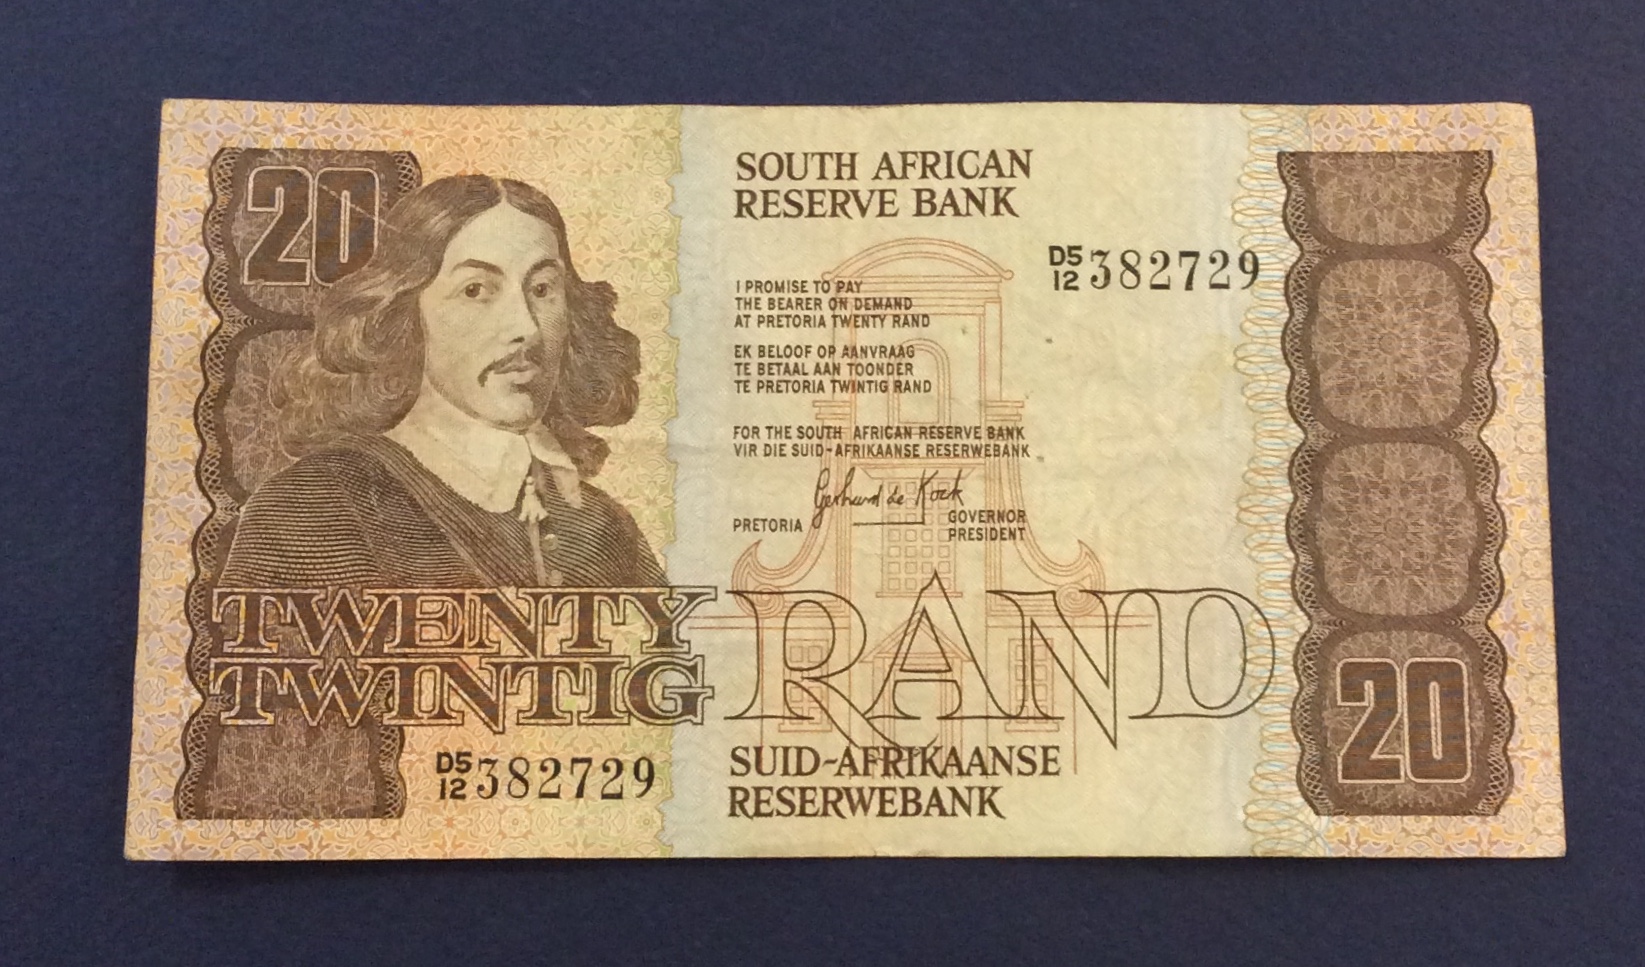 20
SOUTH AFRICAN
RESERVE BANK
D5/12 382729
I PROMISE TO PAY
THE BEARER ON DEMAND
AT PRETORIA TWENTY RAND
EK BELOOF OP AANVRAAG
TE BETAAL AAN TOONDER
TE PRETORIA TWINTIG RAND
FOR THE SOUTH AFRICAN RESERVE BANK
VIR DIE SUID-AFRIKAANSE RESERWEBANK
Gerhard de Kock
PRETORIA GOVERNOR
PRESIDENT
TWENTY
TWINTIG
RAND
D5/12 382729
SUID-AFRIKAANSE
RESERWEBANK
20